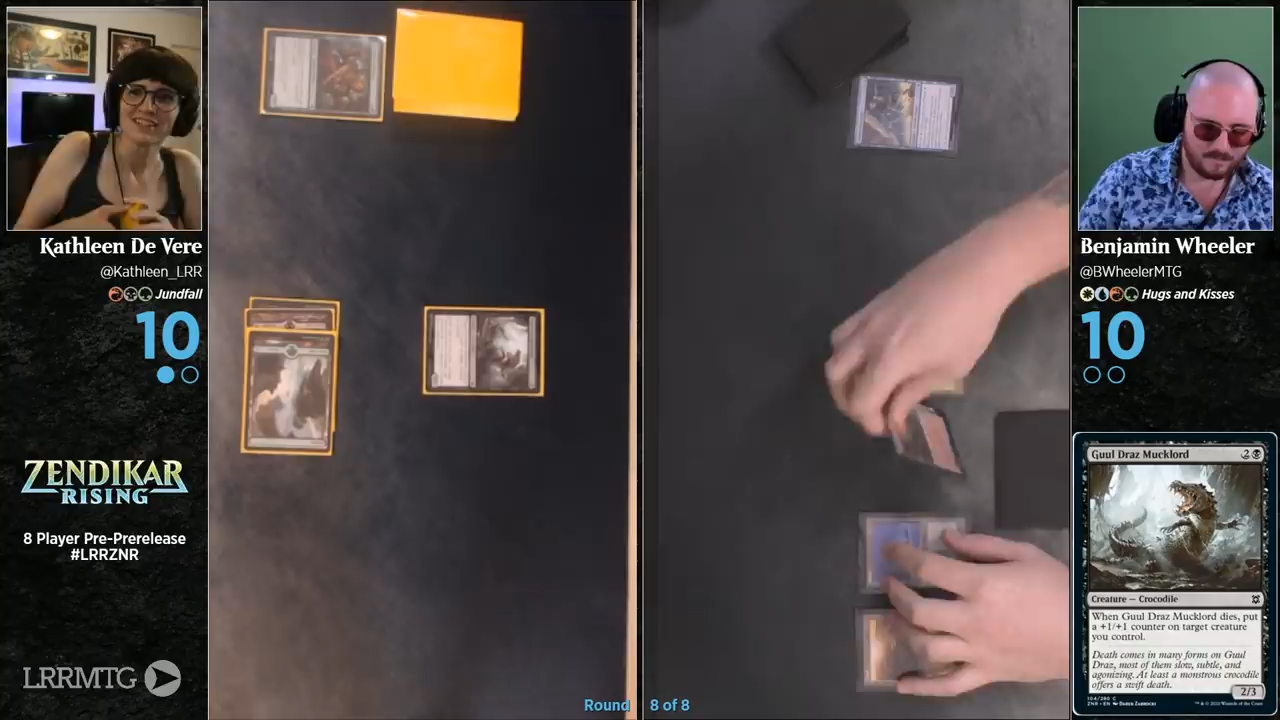 Kathleen De Vere
@Kathleen_LRR
Jundfall
10
ZENDIKAR
RISING
8 Player Pre-Prerelease
#LRRZNR
LRRMTG
Round 8 of 8
Benjamin Wheeler
@BWheelerMTG
Hugs and Kisses
10
Guul Draz Mucklord 2
Creature — Crocodile
When Guul Draz Mucklord dies, put
a +1/+1 counter on target creature
you control.
Death comes in many forms on Guul
Draz, most of them slow, subtle, and
agonizing. At least a monstrous crocodile
offers a swift death.
2/3